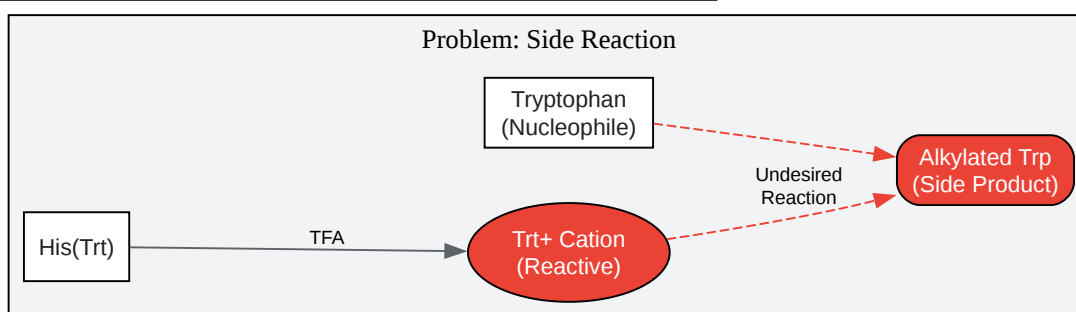 Problem: Side Reaction
Tryptophan
(Nucleophile)
Alkylated Trp
(Side Product)
Undesired
Reaction
His(Trt)
TFA
Trt+ Cation
(Reactive)